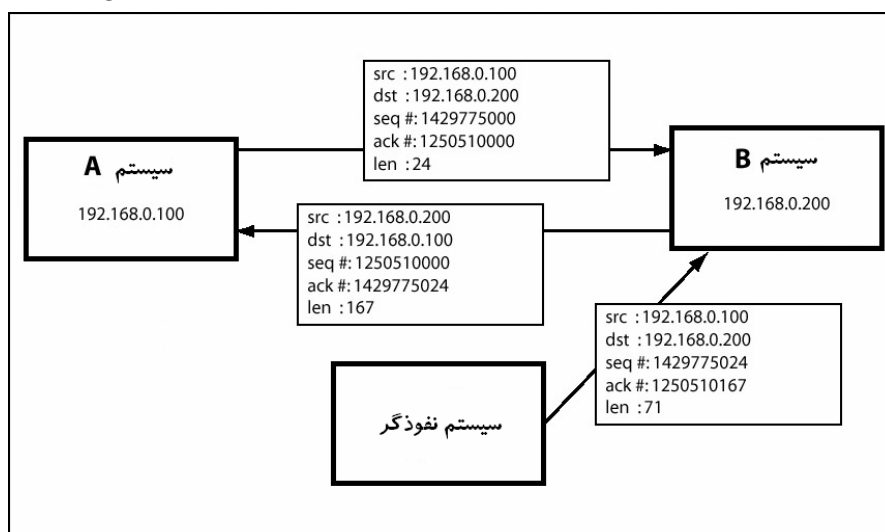 src : 192.168.0.100
dst : 192.168.0.200
seq #: 1429775000
ack #: 1250510000
len : 24
سیستم A
192.168.0.100
سیستم B
192.168.0.200
src : 192.168.0.200
dst : 192.168.0.100
seq #: 1250510000
ack #: 1429775024
len : 167
src : 192.168.0.100
dst : 192.168.0.200
seq #: 1429775024
ack #: 1250510167
len : 71
سیستم نفوذگر